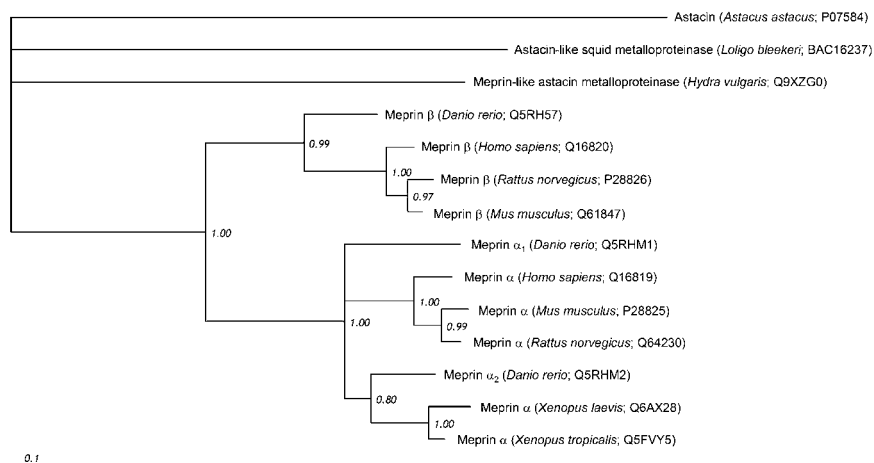 Astacin (Astacus astacus; P07584)
Astacin-like squid metalloproteinase (Loligo bleekeri; BAC16237)
Meprin-like astacin metalloproteinase (Hydra vulgaris; Q9XZG0)
Meprin β (Danio rerio; Q5RH57)
0.99
Meprin β (Homo sapiens; Q16820)
1.00
Meprin β (Rattus norvegicus; P28826)
0.97
Meprin β (Mus musculus; Q61847)
1.00
Meprin α₁ (Danio rerio; Q5RHM1)
Meprin α (Homo sapiens; Q16819)
1.00
Meprin α (Mus musculus; P28825)
1.00
0.99
Meprin α (Rattus norvegicus; Q64230)
Meprin α₂ (Danio rerio; Q5RHM2)
0.80
Meprin α (Xenopus laevis; Q6AX28)
1.00
Meprin α (Xenopus tropicalis; Q5FVY5)
0.1